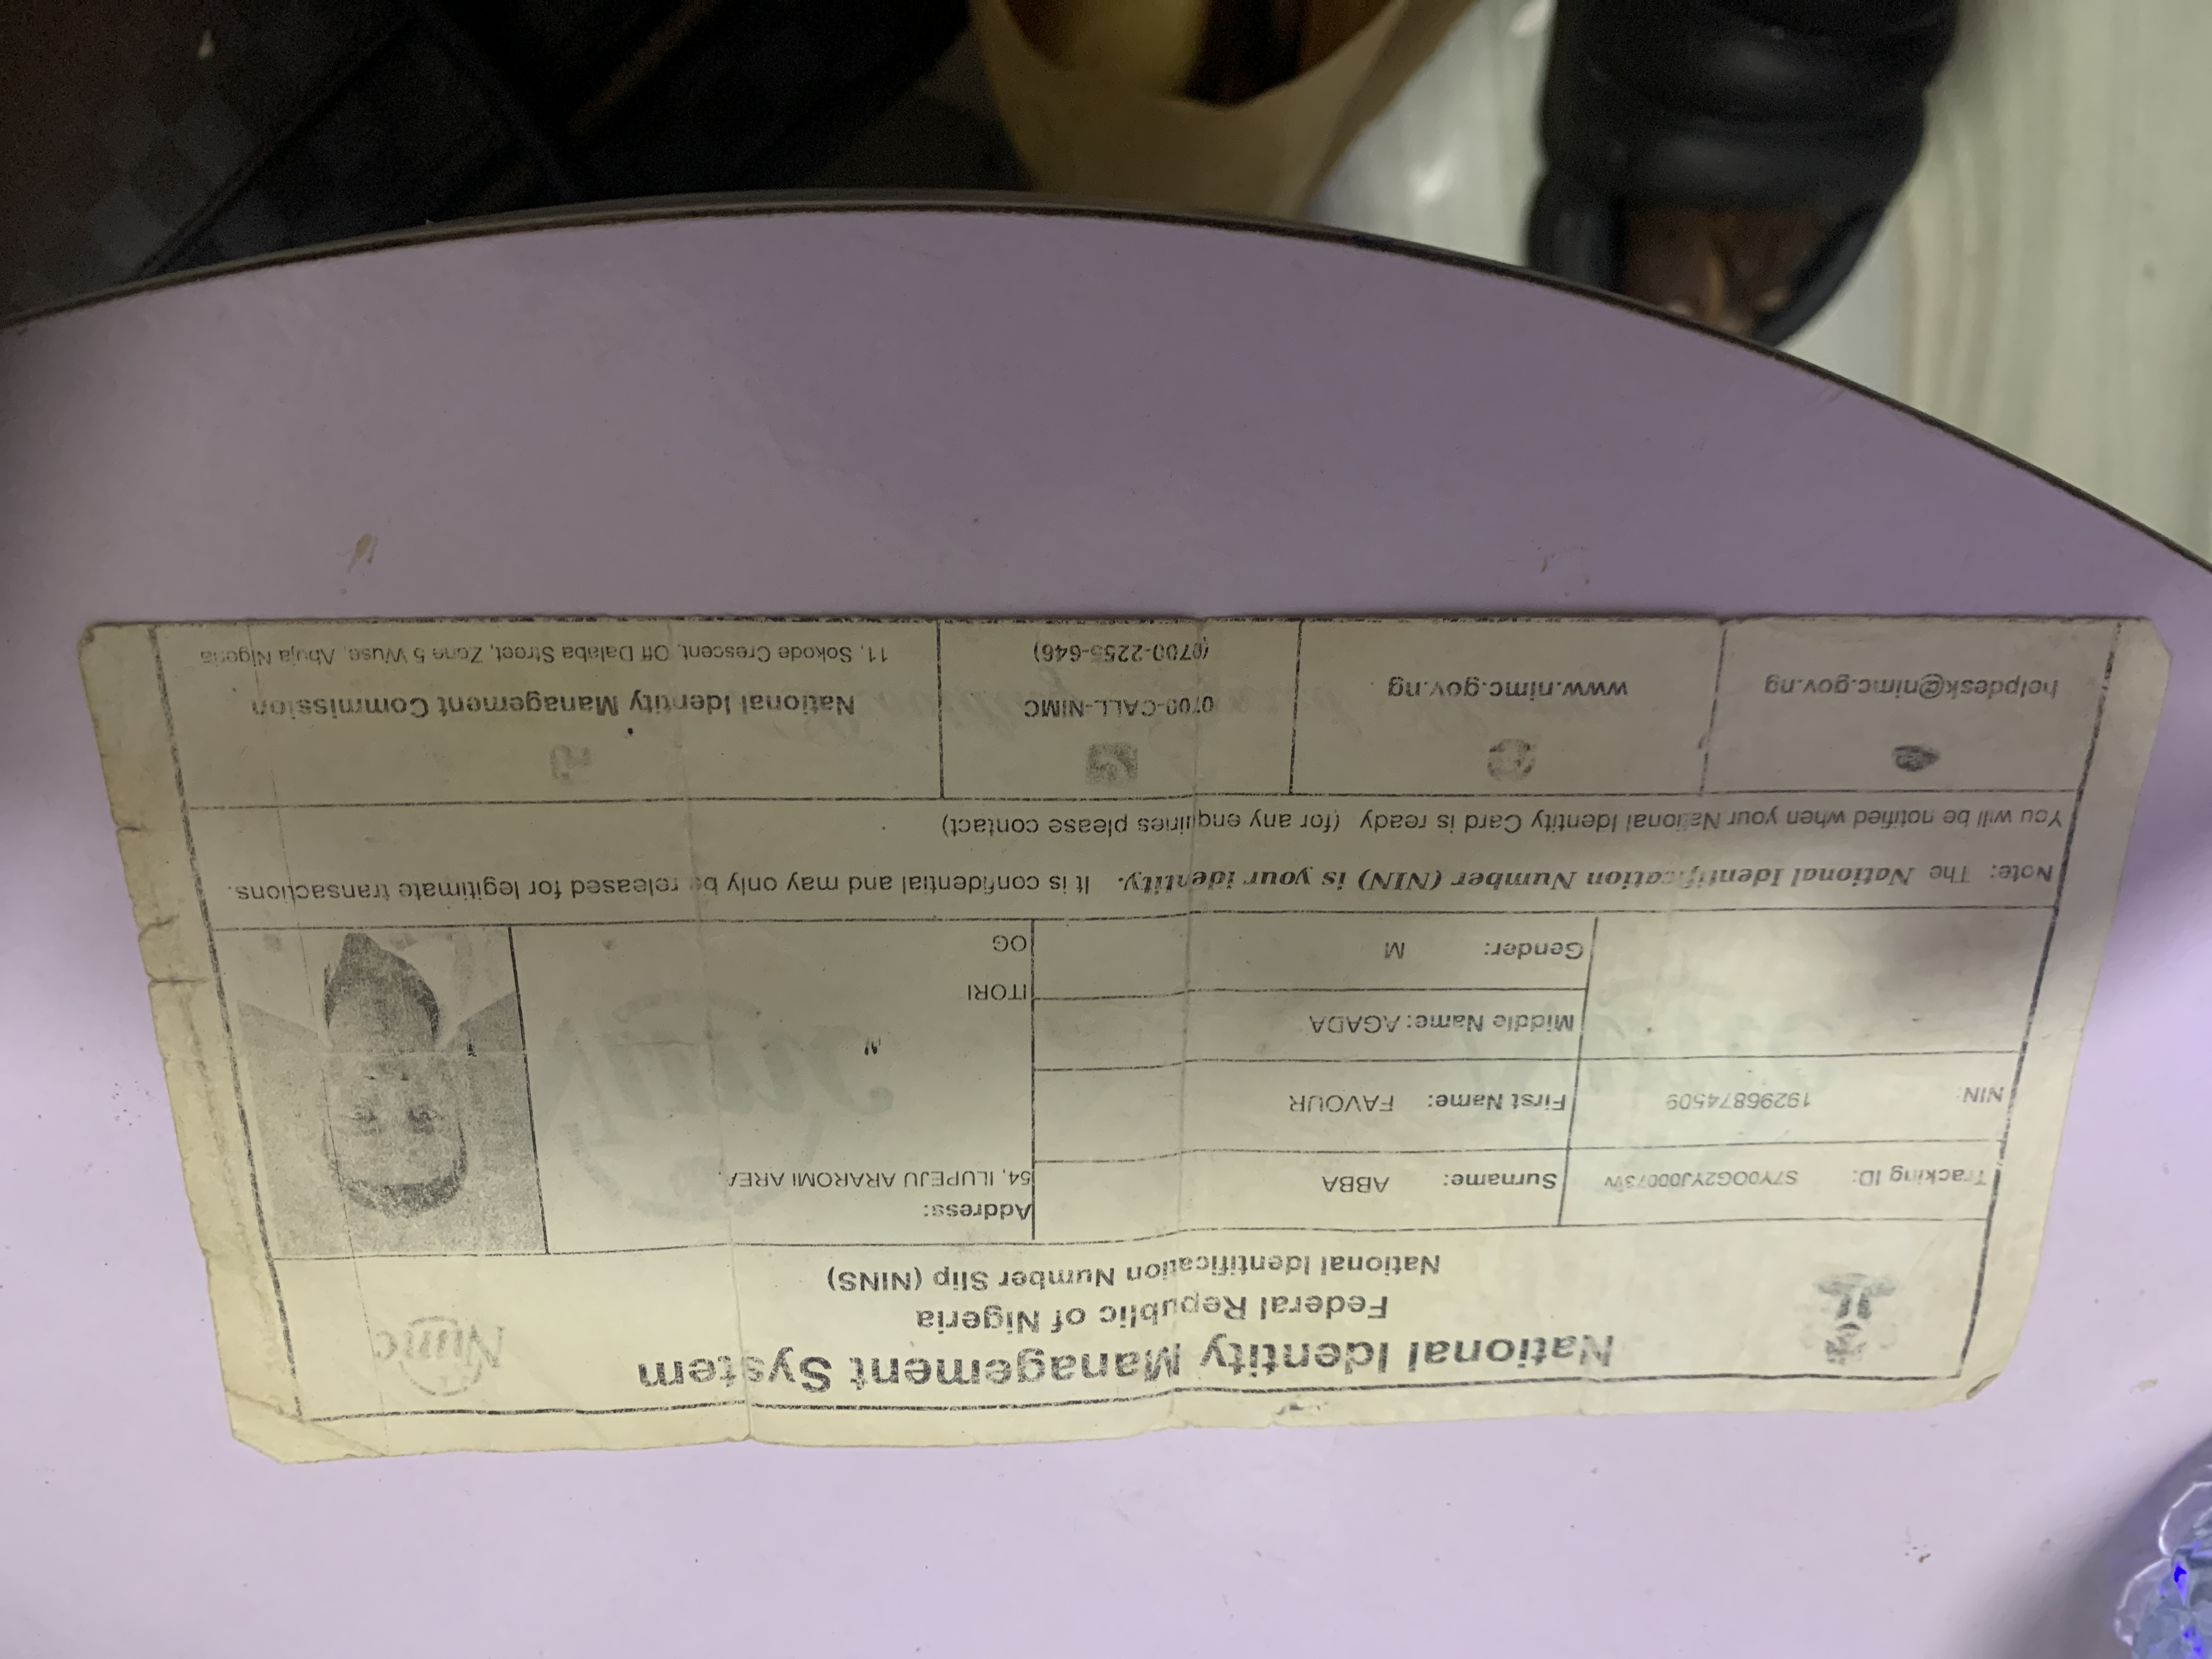 National Identity Management System
Federal Republic of Nigeria
National Identification Number Slip (NINS)
nimc
Tracking ID: S7Y0OG2YJ00073W
Surname: ABBA
Address:
54, ILUPEJU ARAROMI AREA,
NIN: 19296874509
First Name: FAVOUR
Middle Name: AGADA
ITORI
Gender: M
OG
Note: The National Identification Number (NIN) is your identity. It is confidential and may only be released for legitimate transactions.
You will be notified when your National Identity Card is ready (for any enquiries please contact)
helpdesk@nimc.gov.ng
www.nimc.gov.ng
0700-CALL-NIMC
(0700-2255-646)
National Identity Management Commission
11, Sokode Crescent, Off Dalaba Street, Zone 5 Wuse, Abuja Nigeria